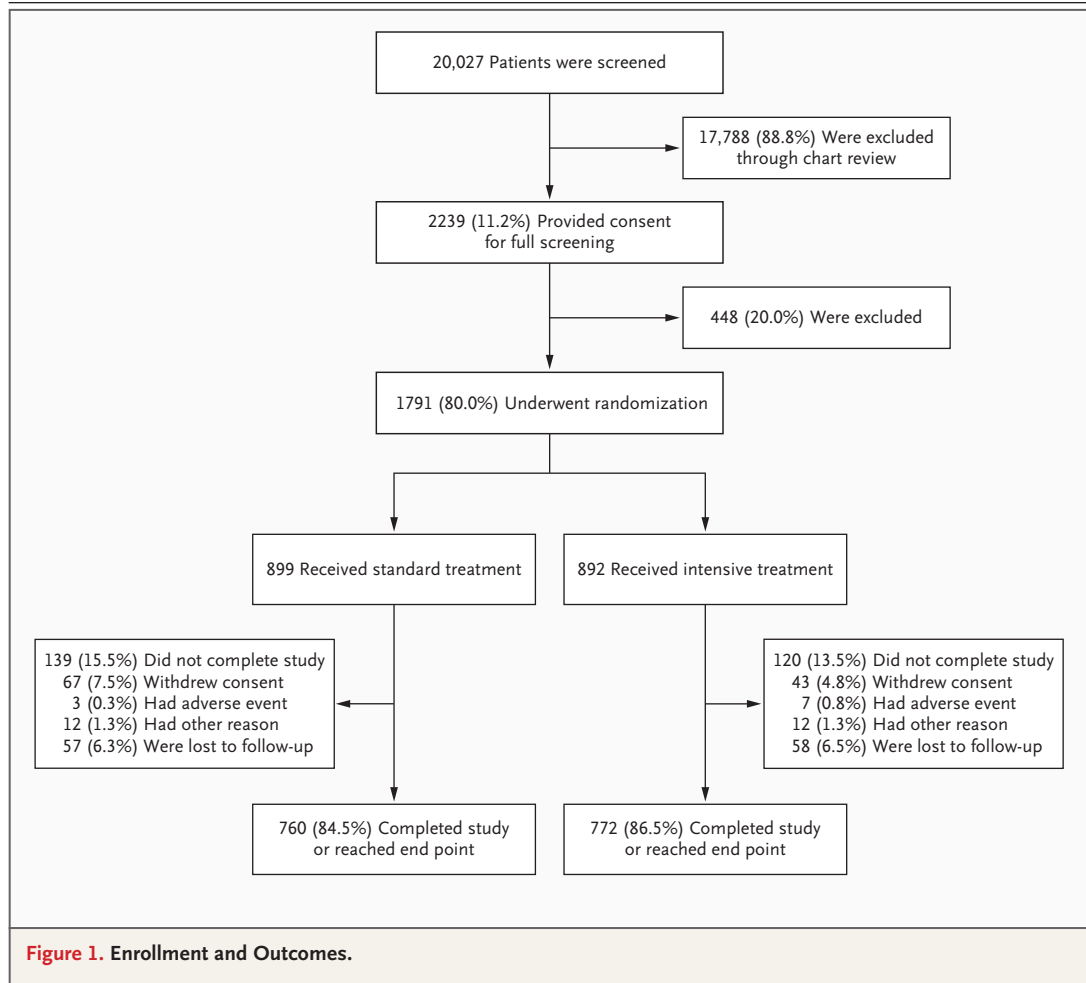 20,027 Patients were screened
17,788 (88.8%) Were excluded
through chart review
2239 (11.2%) Provided consent
for full screening
448 (20.0%) Were excluded
1791 (80.0%) Underwent randomization
899 Received standard treatment
892 Received intensive treatment
139 (15.5%) Did not complete study
67 (7.5%) Withdrew consent
3 (0.3%) Had adverse event
12 (1.3%) Had other reason
57 (6.3%) Were lost to follow-up
120 (13.5%) Did not complete study
43 (4.8%) Withdrew consent
7 (0.8%) Had adverse event
12 (1.3%) Had other reason
58 (6.5%) Were lost to follow-up
760 (84.5%) Completed study
or reached end point
772 (86.5%) Completed study
or reached end point
Figure 1. Enrollment and Outcomes.